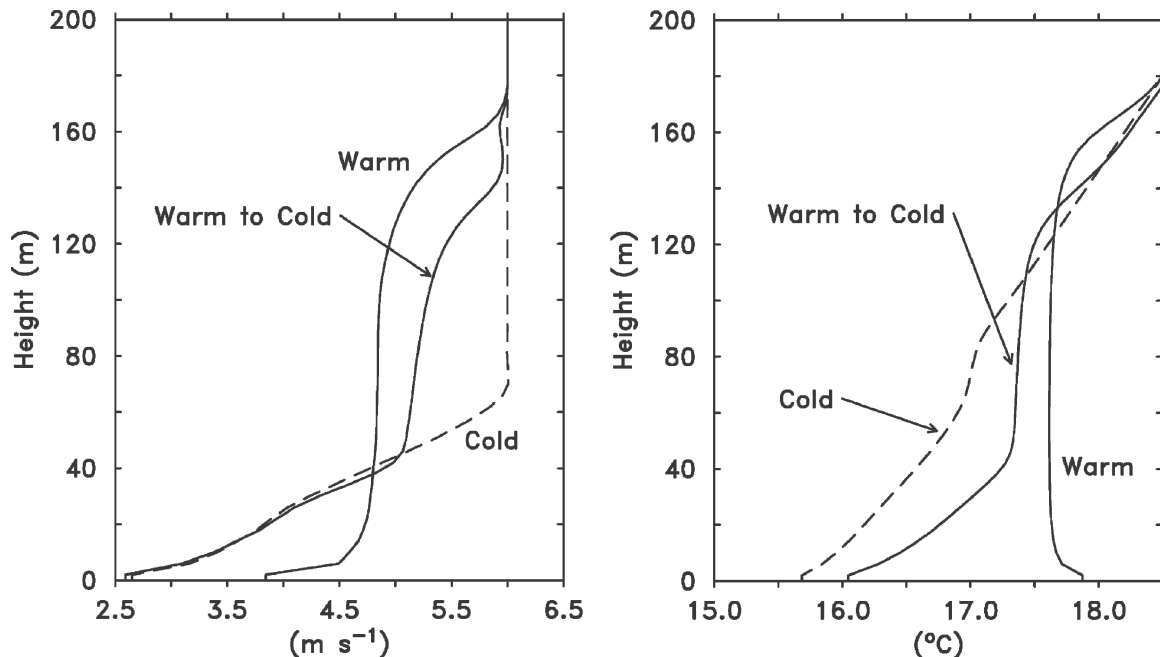 200
160
120
80
40
0
Height (m)
Warm
Warm to Cold
Cold
2.5 3.5 4.5 5.5 6.5
(m s⁻¹)
200
160
120
80
40
0
Height (m)
Warm to Cold
Cold
Warm
15.0 16.0 17.0 18.0
(°C)